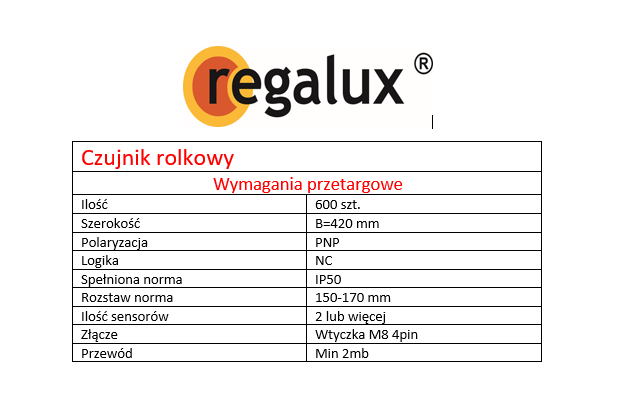 regalux ®
Czujnik rolkowy
Wymagania przetargowe
Ilość 600 szt.
Szerokość B=420 mm
Polaryzacja PNP
Logika NC
Spełniona norma IP50
Rozstaw norma 150-170 mm
Ilość sensorów 2 lub więcej
Złącze Wtyczka M8 4pin
Przewód Min 2mb